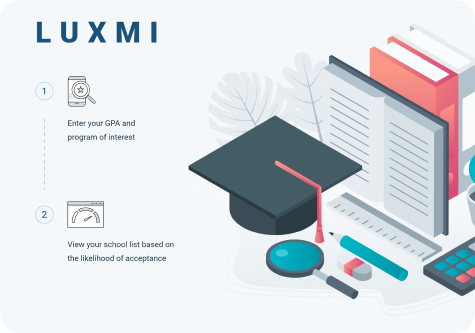 LUXMI
1
Enter your GPA and
program of interest
2
View your school list based on
the likelihood of acceptance